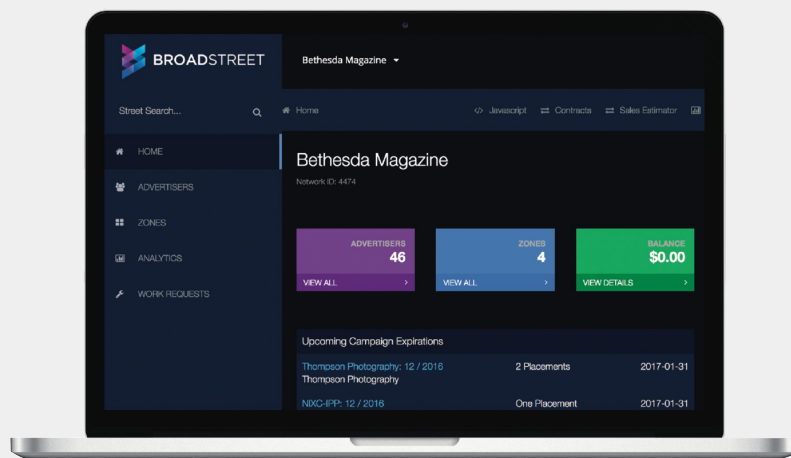 BROADSTREET
Bethesda Magazine
Street Search...
Home
Javascript
Contracts
Sales Estimator
HOME
ADVERTISERS
ZONES
ANALYTICS
WORK REQUESTS
Bethesda Magazine
Network ID: 4474
ADVERTISERS
46
VIEW ALL
ZONES
4
VIEW ALL
BALANCE
$0.00
VIEW DETAILS
Upcoming Campaign Expirations
Thompson Photography: 12 / 2016 2 Placements 2017-01-31
Thompson Photography
NIXC-IPP: 12 / 2016 One Placement 2017-01-31